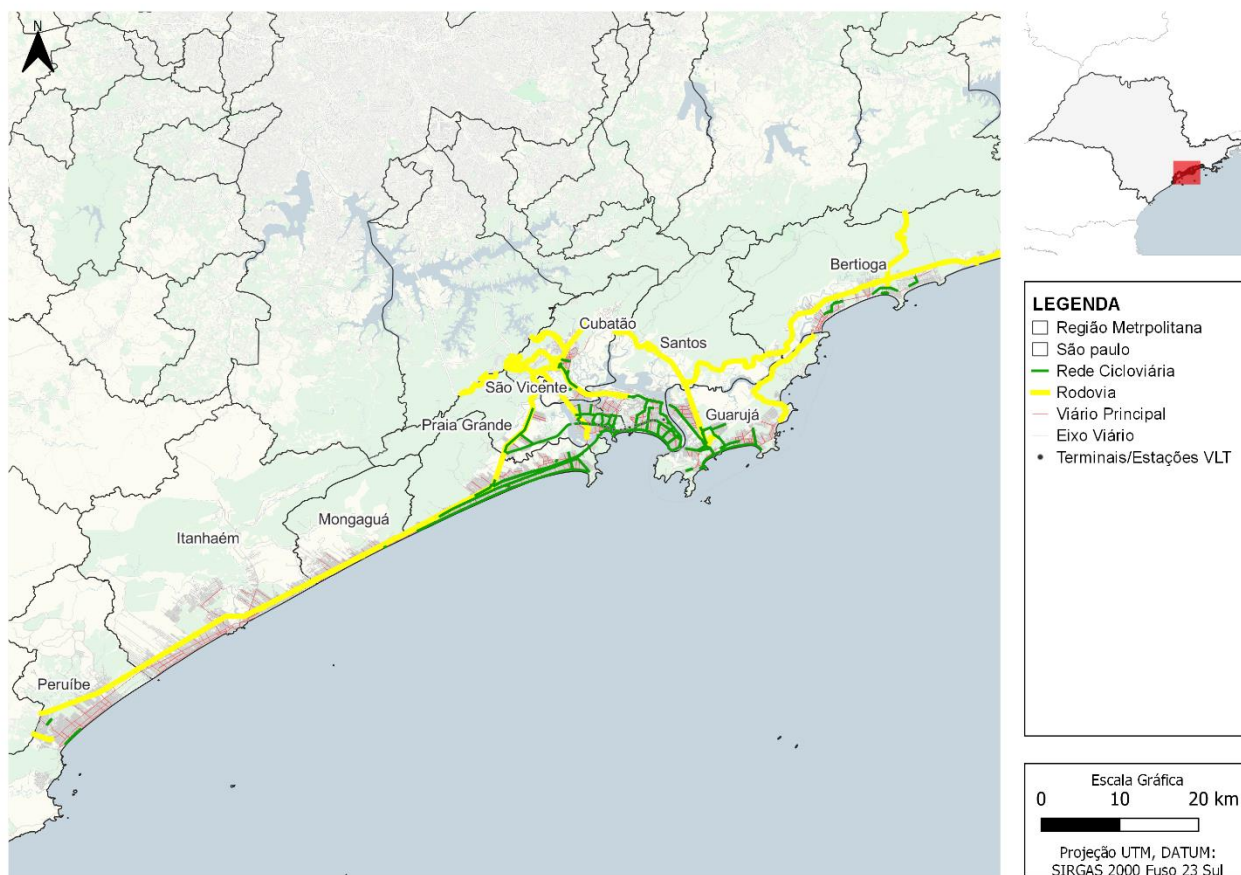 N
Bertioga
Cubatão
Santos
São Vicente
Guarujá
Praia Grande
Mongaguá
Itanhaém
Peruíbe
LEGENDA
Região Metrpolitana
São paulo
Rede Cicloviária
Rodovia
Viário Principal
Eixo Viário
Terminais/Estações VLT
Escala Gráfica
0 10 20 km
Projeção UTM, DATUM:
SIRGAS 2000 Fuso 23 Sul